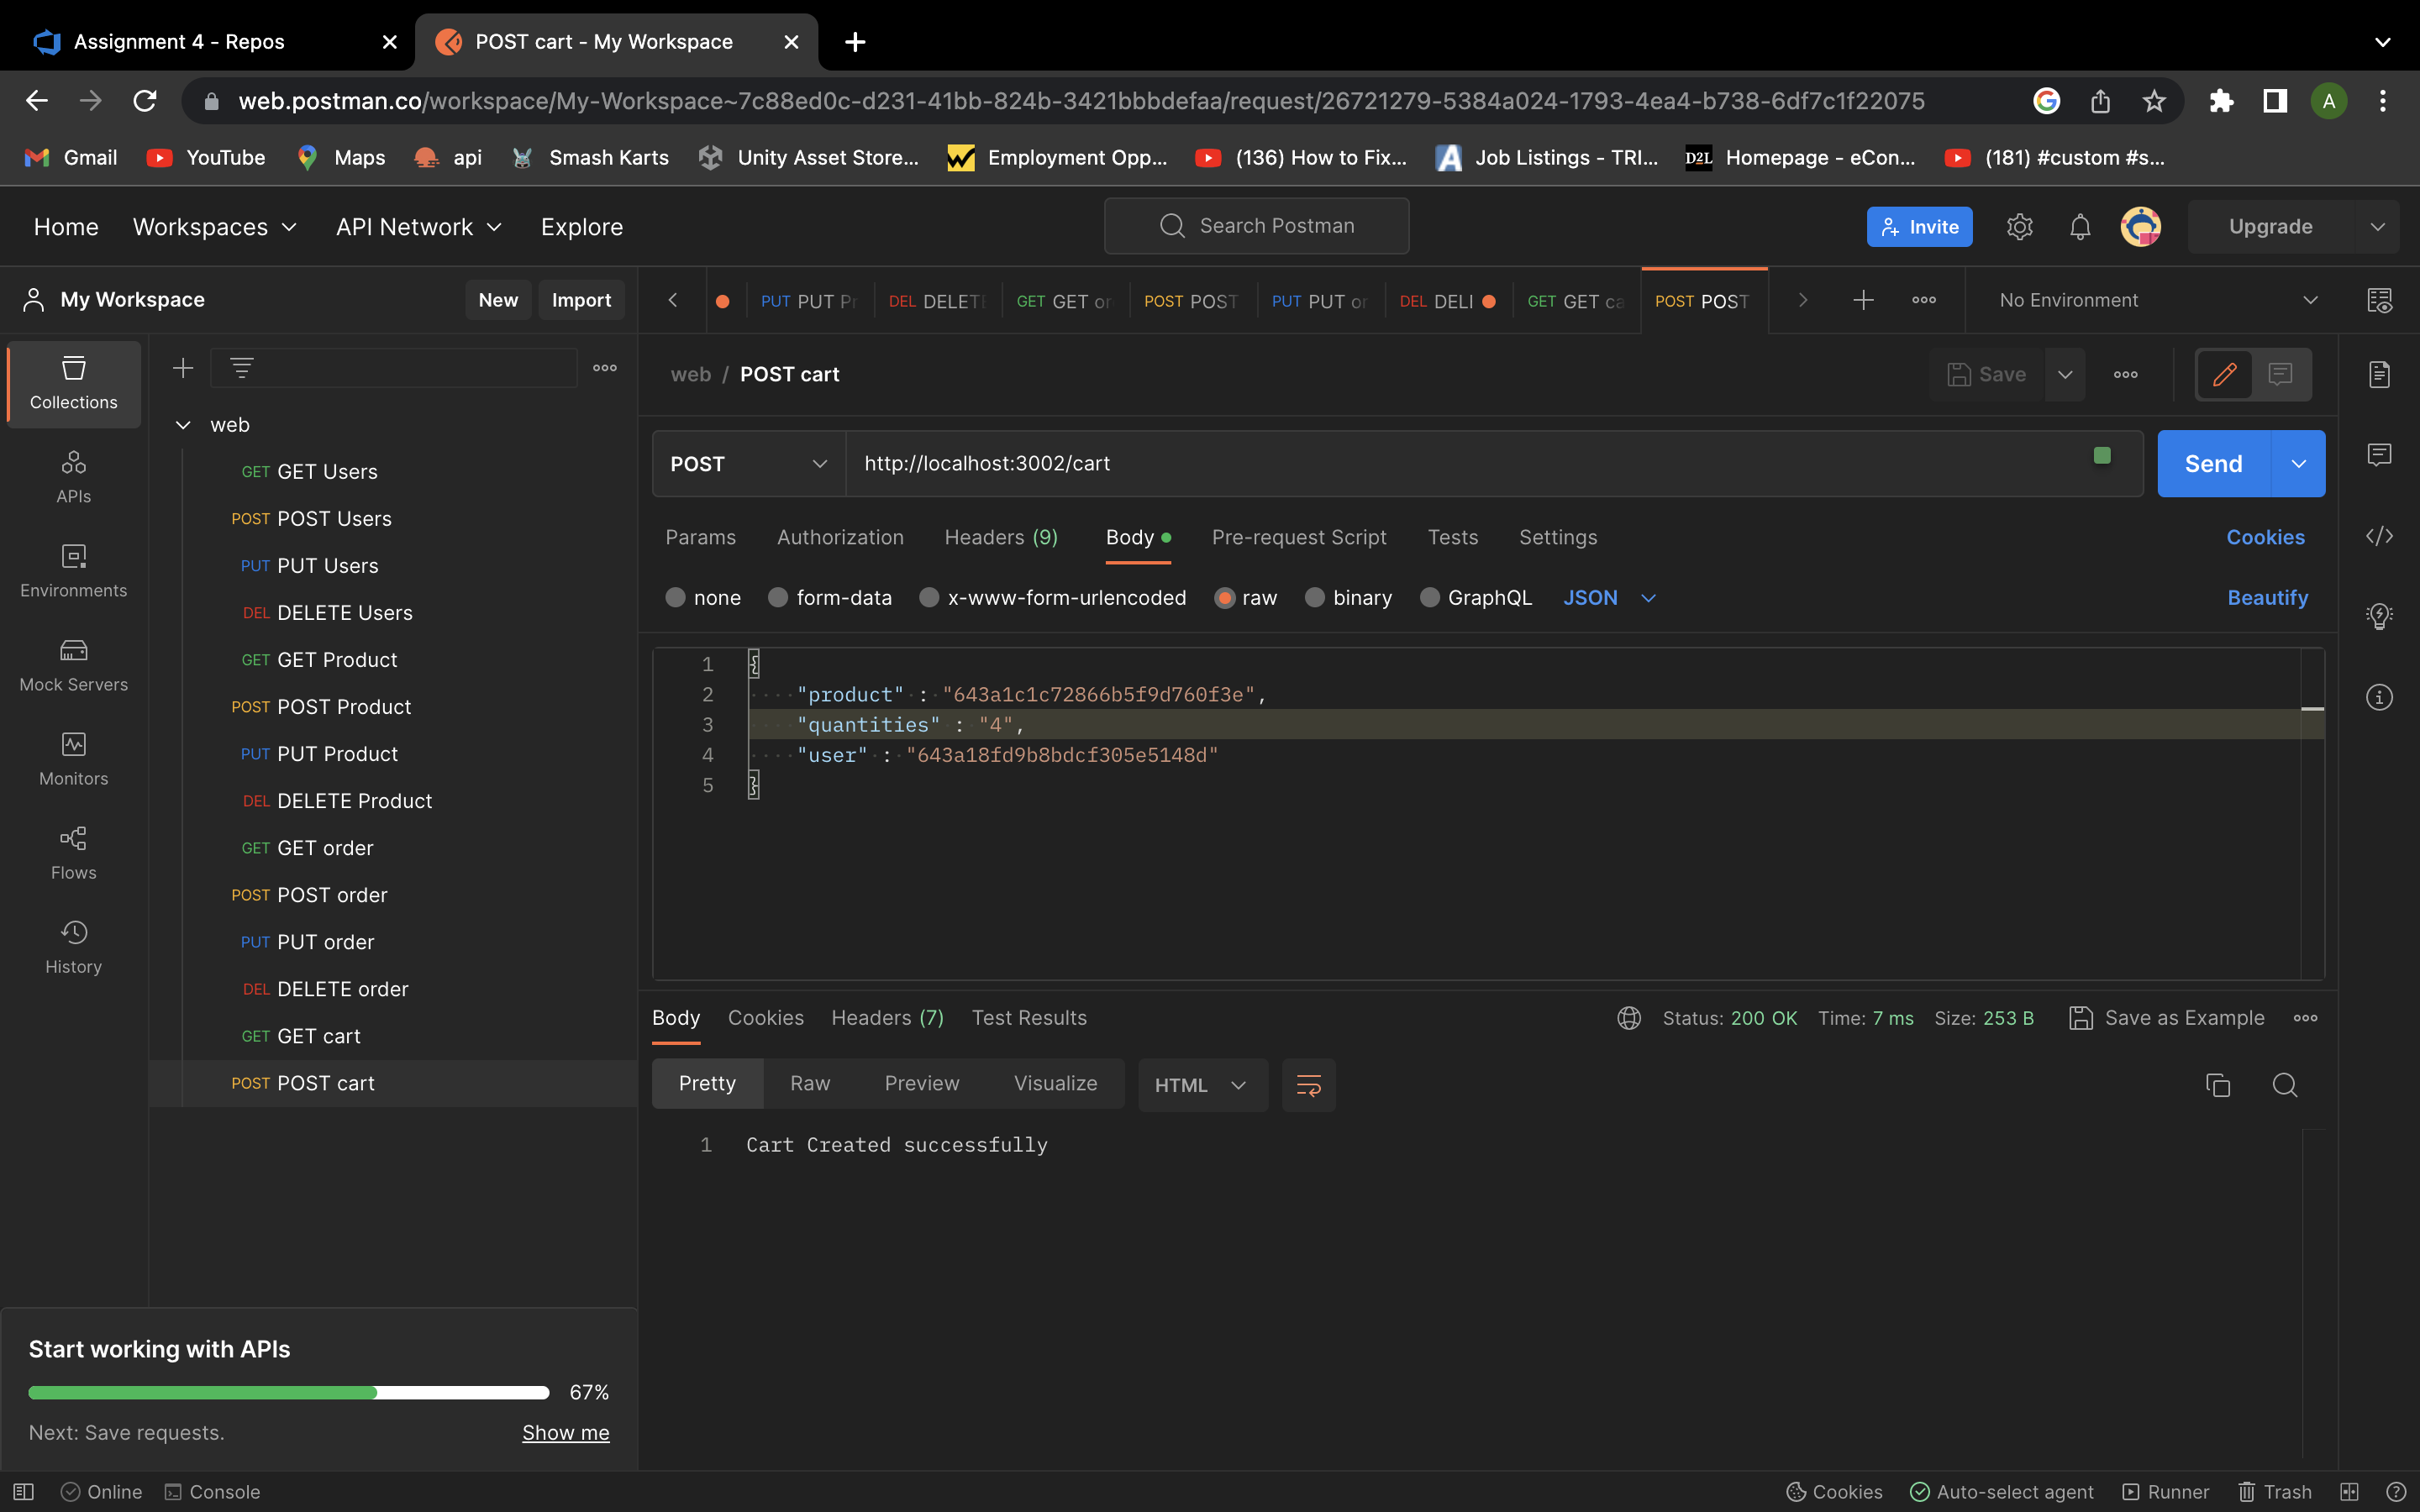 Assignment 4 - Repos
POST cart - My Workspace
web.postman.co/workspace/My-Workspace~7c88ed0c-d231-41bb-824b-3421bbbdefaa/request/26721279-5384a024-1793-4ea4-b738-6df7c1f22075
A
Gmail YouTube Maps api Smash Karts Unity Asset Store... Employment Opp... (136) How to Fix... Job Listings - TRI... D2L Homepage - eCon... (181) #custom #s...
Home Workspaces API Network Explore Search Postman Invite Upgrade
My Workspace New Import
PUT PUT Pr DEL DELETE GET GET or POST POST PUT PUT or DEL DELI GET GET ca POST POST No Environment
Collections
APIs
Environments
Mock Servers
Monitors
Flows
History
web
GET GET Users
POST POST Users
PUT PUT Users
DEL DELETE Users
GET GET Product
POST POST Product
PUT PUT Product
DEL DELETE Product
GET GET order
POST POST order
PUT PUT order
DEL DELETE order
GET GET cart
POST POST cart
Start working with APIs
67%
Next: Save requests. Show me
web / POST cart Save
POST http://localhost:3002/cart Send
Params Authorization Headers (9) Body Pre-request Script Tests Settings Cookies
none form-data x-www-form-urlencoded raw binary GraphQL JSON Beautify
1 {
2 "product" : "643a1c1c72866b5f9d760f3e",
3 "quantities" : "4",
4 "user" : "643a18fd9b8bdcf305e5148d"
5 }
Body Cookies Headers (7) Test Results Status: 200 OK Time: 7 ms Size: 253 B Save as Example
Pretty Raw Preview Visualize HTML
1 Cart Created successfully
Online Console Cookies Auto-select agent Runner Trash